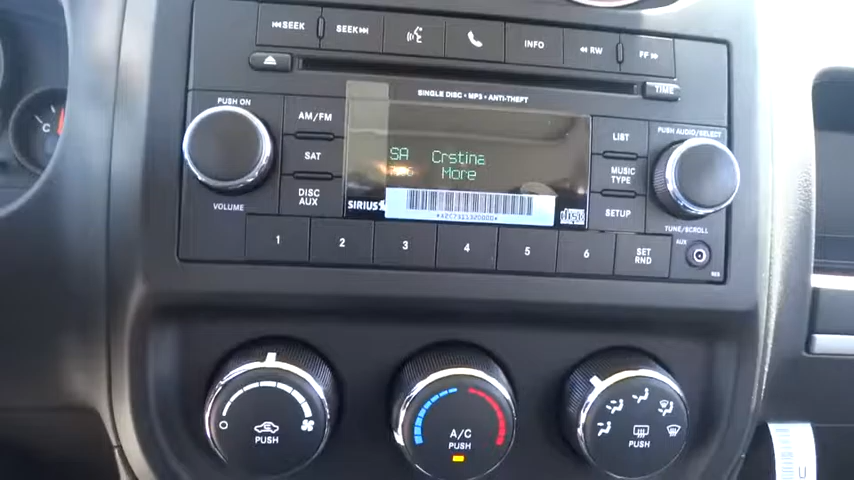 SEEK SEEK INFO RW FF
SINGLE DISC • MP3 • ANTI-THEFT
TIME
PUSH ON
VOLUME
AM/FM
SAT
DISC
AUX
SA Crstina
More
SIRIUS
LIST
MUSIC
TYPE
SETUP
PUSH AUDIO/SELECT
TUNE/SCROLL
AUX
1 2 3 4 5 6
SET
RND
C
O
PUSH
A/C
PUSH
PUSH
U